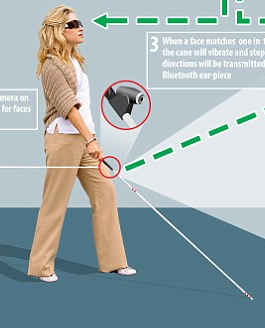 3 When a face matches one in
the cane will vibrate and step
directions will be transmitted
Bluetooth ear-piece
mera on
for faces